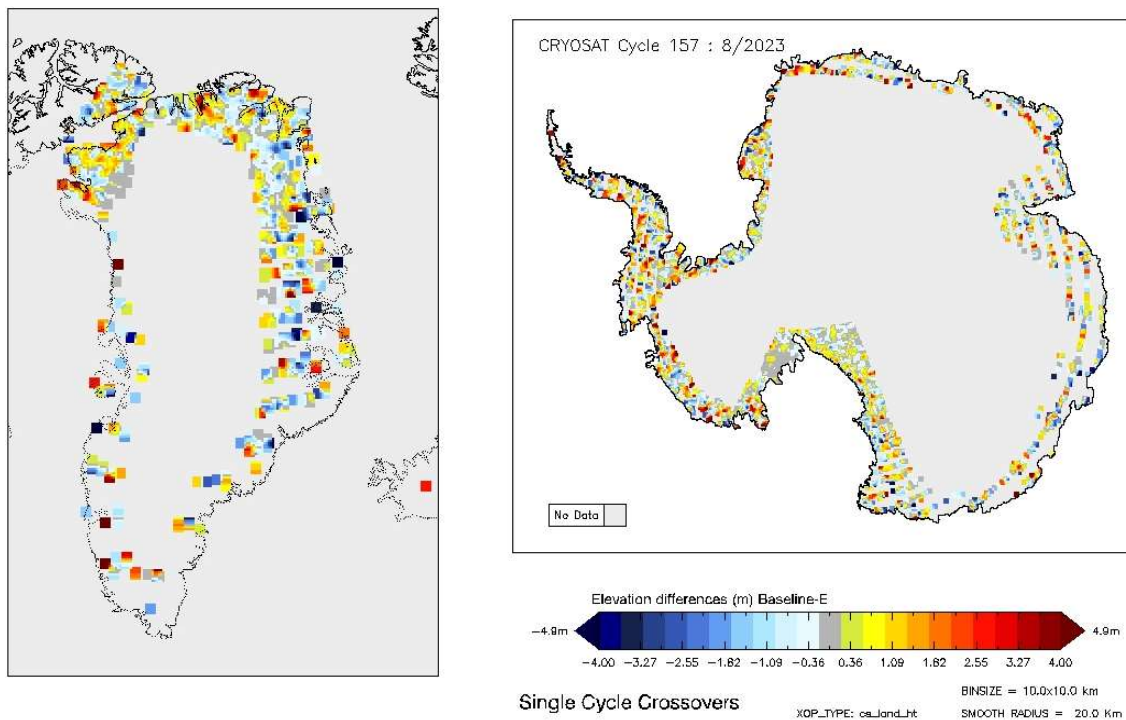 CRYOSAT Cycle 157 : 8/2023
No Data
Elevation differences (m) Baseline-E
-4.9m
4.9m
-4.00 -3.27 -2.55 -1.82 -1.09 -0.36 0.36 1.09 1.82 2.55 3.27 4.00
Single Cycle Crossovers
BINSIZE = 10.0x10.0 km
XOP_TYPE: cs_land_ht
SMOOTH RADIUS = 20.0 Km